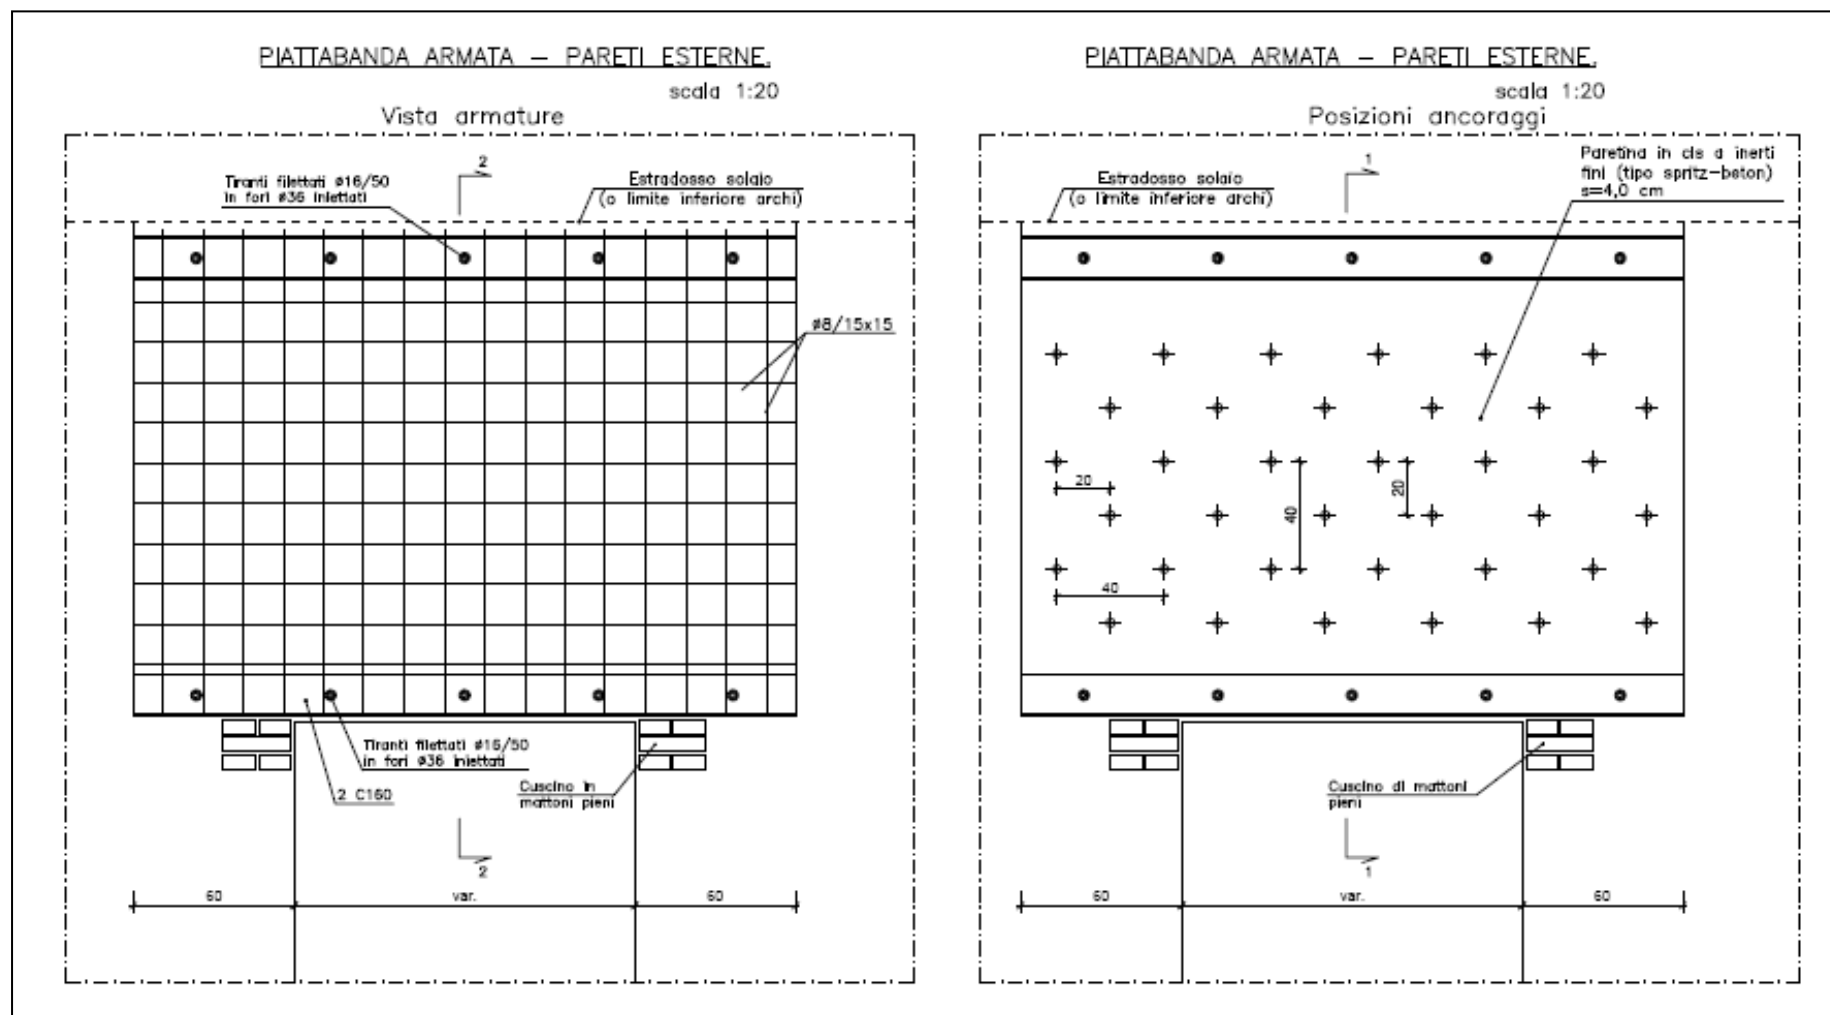 PIATTABANDA ARMATA – PARETI ESTERNE.
scala 1:20
Vista armature
2
Tiranti filettati ø16/50
in fori ø36 iniettati
Estradosso solaio
(o limite inferiore archi)
ø8/15x15
Tiranti filettati ø16/50
in fori ø36 iniettati
2 C160
Cuscino in
mattoni pieni
2
60
var.
60
PIATTABANDA ARMATA – PARETI ESTERNE.
scala 1:20
Posizioni ancoraggi
1
Estradosso solaio
(o limite inferiore archi)
Paretina in cls a inerti
fini (tipo spritz-beton)
s=4,0 cm
20
40
20
40
Cuscino di mattoni
pieni
1
60
var.
60